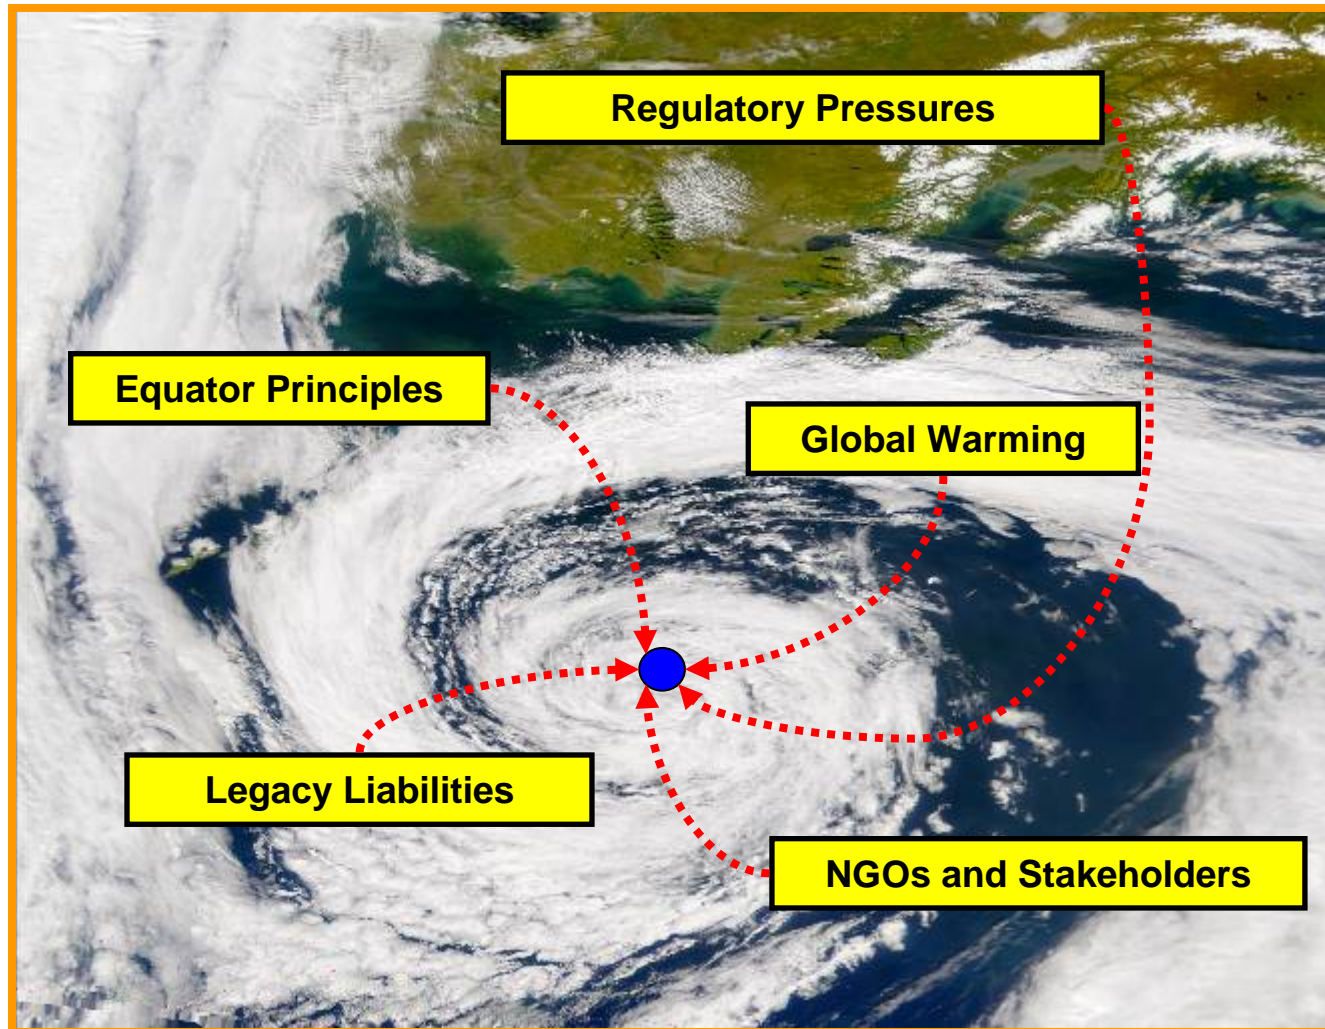 Regulatory Pressures
Equator Principles
Global Warming
Legacy Liabilities
NGOs and Stakeholders